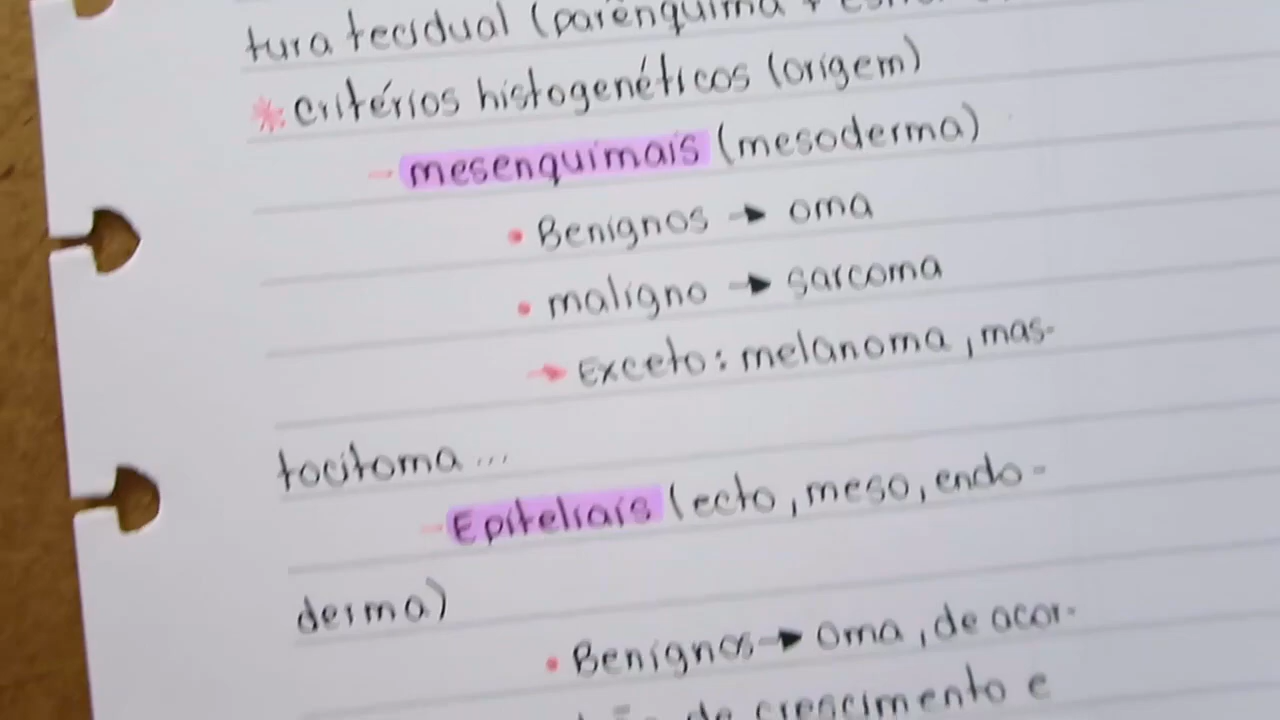 tura tecidual (parênquima +
* critérios histogenéticos (origem)
- mesenquimais (mesoderma)
• Benignos → oma
• maligno → sarcoma
→ Exceto: melanoma, mas-
tocitoma...
- Epiteliais (ecto, meso, endo-
derma)
• Benignos → oma, de acor-
de crescimento e